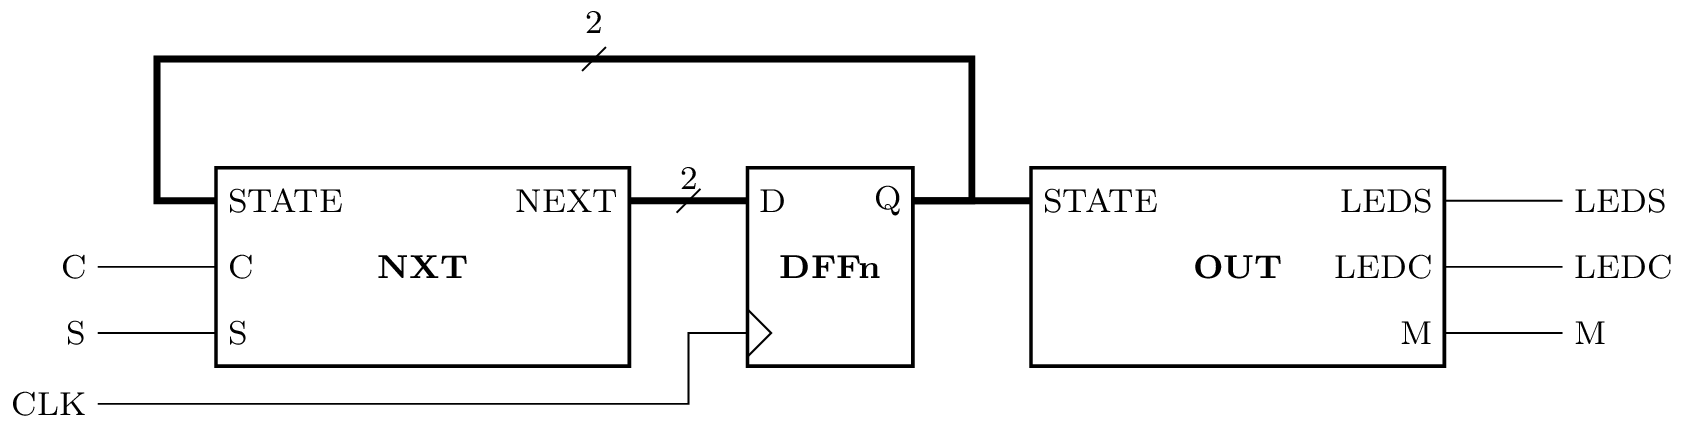 2
STATE NEXT 2 D Q STATE LEDS LEDS
C C NXT DFFn OUT LEDC LEDC
S S M M
CLK